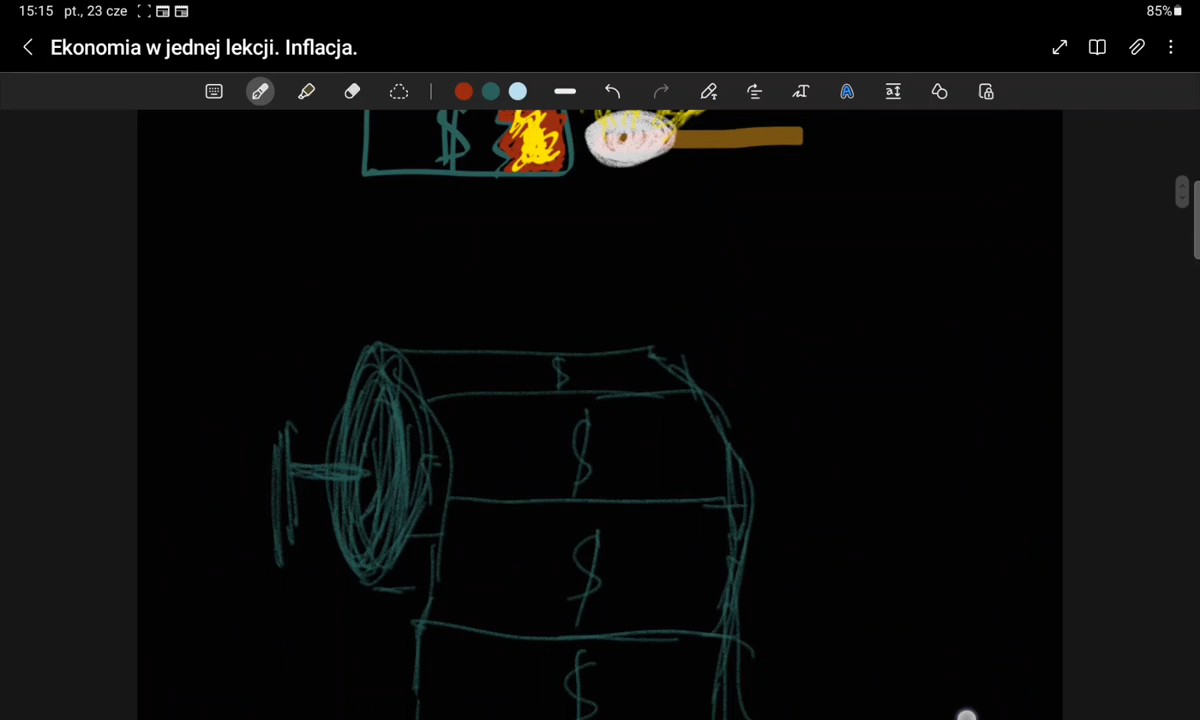 15:15 pt., 23 cze 85%
Ekonomia w jednej lekcji. Inflacja.
$
$
$
$
$